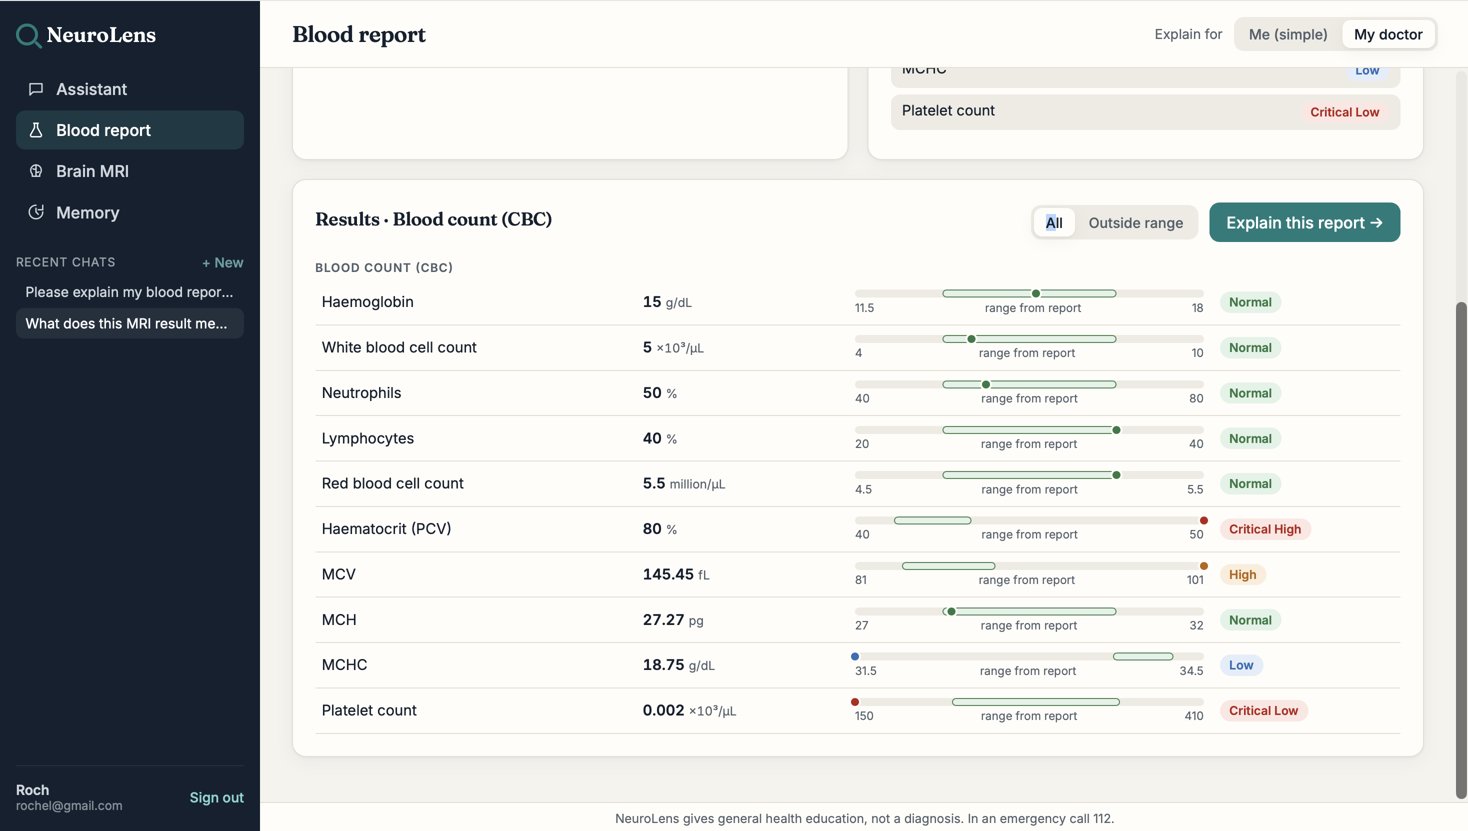 NeuroLens
Assistant
Blood report
Brain MRI
Memory
RECENT CHATS + New
Please explain my blood repor...
What does this MRI result me...
Roch
rochel@gmail.com
Sign out
Blood report
Explain for Me (simple) My doctor
MCHC Low
Platelet count Critical Low
Results · Blood count (CBC)
All Outside range Explain this report →
BLOOD COUNT (CBC)
Haemoglobin 15 g/dL 11.5 range from report 18 Normal
White blood cell count 5 ×10³/µL 4 range from report 10 Normal
Neutrophils 50 % 40 range from report 80 Normal
Lymphocytes 40 % 20 range from report 40 Normal
Red blood cell count 5.5 million/µL 4.5 range from report 5.5 Normal
Haematocrit (PCV) 80 % 40 range from report 50 Critical High
MCV 145.45 fL 81 range from report 101 High
MCH 27.27 pg 27 range from report 32 Normal
MCHC 18.75 g/dL 31.5 range from report 34.5 Low
Platelet count 0.002 ×10³/µL 150 range from report 410 Critical Low
NeuroLens gives general health education, not a diagnosis. In an emergency call 112.